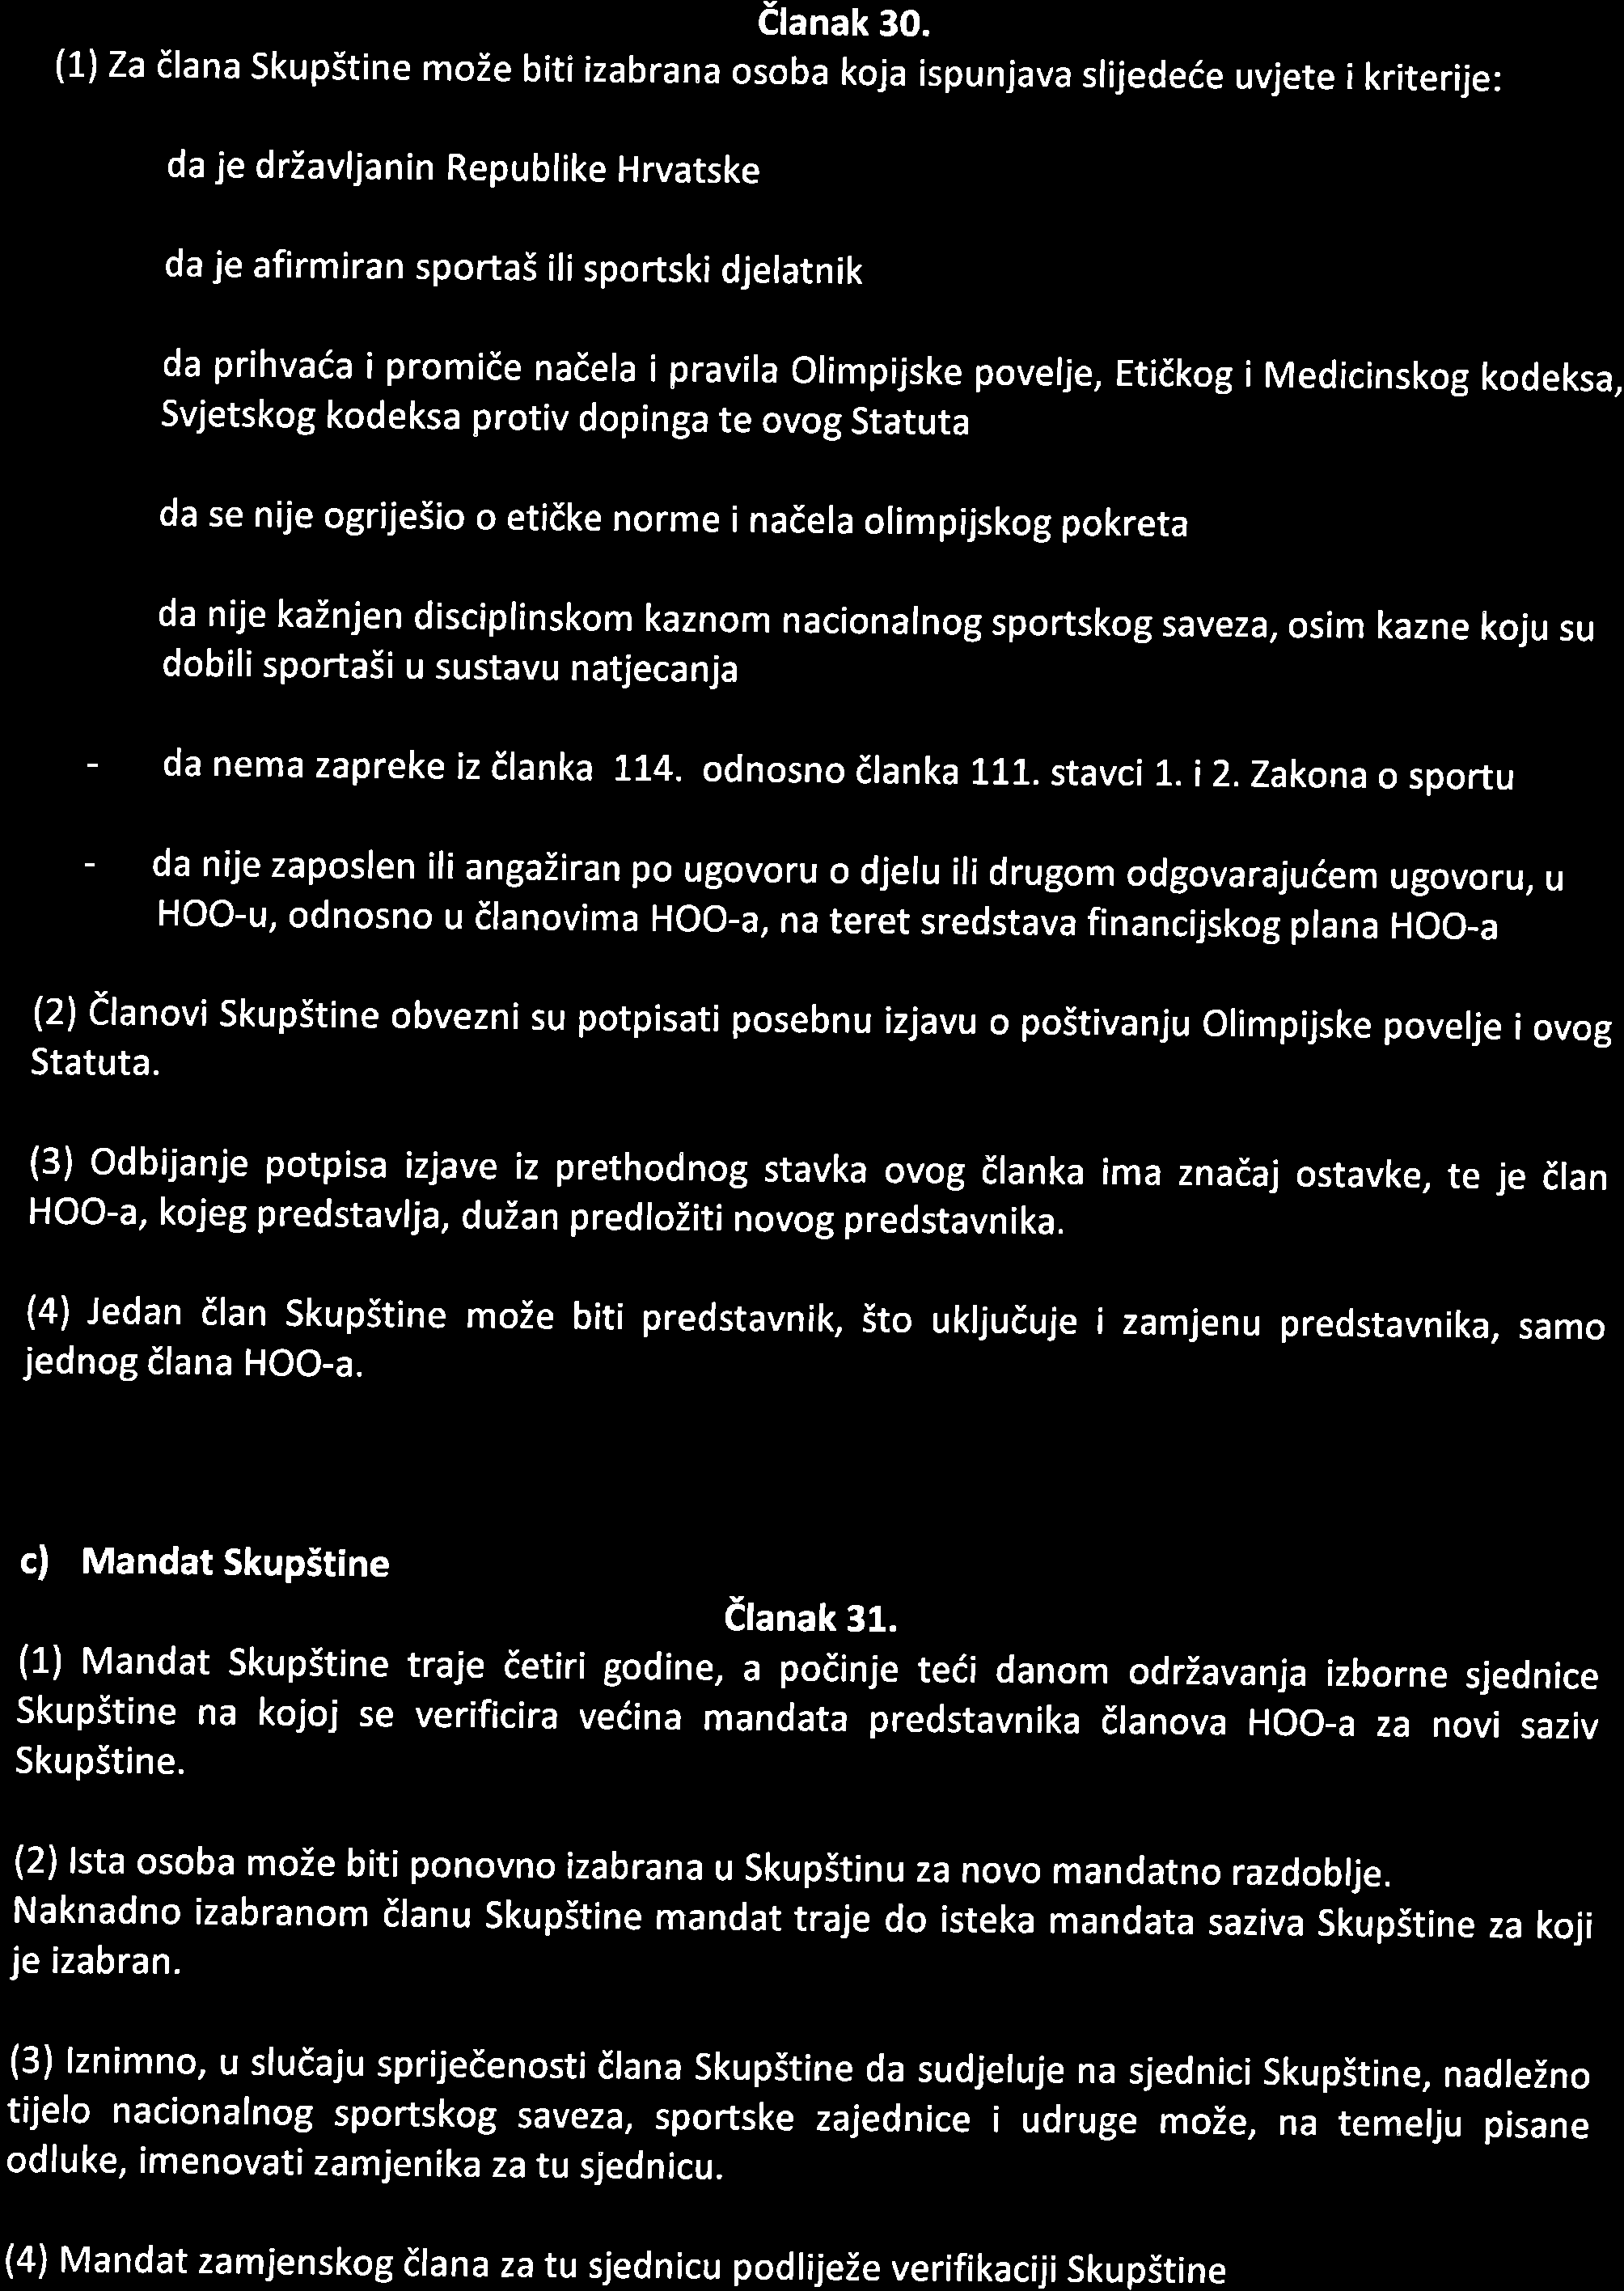 Članak 30.
(1) Za člana Skupštine može biti izabrana osoba koja ispunjava slijedeće uvjete i kriterije:
da je državljanin Republike Hrvatske
da je afirmiran sportaš ili sportski djelatnik
da prihvaća i promiče načela i pravila Olimpijske povelje, Etičkog i Medicinskog kodeksa,
Svjetskog kodeksa protiv dopinga te ovog Statuta
da se nije ogriješio o etičke norme i načela olimpijskog pokreta
da nije kažnjen disciplinskom kaznom nacionalnog sportskog saveza, osim kazne koju su
dobili sportaši u sustavu natjecanja
- da nema zapreke iz članka 114. odnosno članka 111. stavci 1. i 2. Zakona o sportu
- da nije zaposlen ili angažiran po ugovoru o djelu ili drugom odgovarajućem ugovoru, u
HOO-u, odnosno u članovima HOO-a, na teret sredstava financijskog plana HOO-a
(2) Članovi Skupštine obvezni su potpisati posebnu izjavu o poštivanju Olimpijske povelje i ovog
Statuta.
(3) Odbijanje potpisa izjave iz prethodnog stavka ovog članka ima značaj ostavke, te je član
HOO-a, kojeg predstavlja, dužan predložiti novog predstavnika.
(4) Jedan član Skupštine može biti predstavnik, što uključuje i zamjenu predstavnika, samo
jednog člana HOO-a.
c) Mandat Skupštine
Članak 31.
(1) Mandat Skupštine traje četiri godine, a počinje teći danom održavanja izborne sjednice
Skupštine na kojoj se verificira većina mandata predstavnika članova HOO-a za novi saziv
Skupštine.
(2) Ista osoba može biti ponovno izabrana u Skupštinu za novo mandatno razdoblje.
Naknadno izabranom članu Skupštine mandat traje do isteka mandata saziva Skupštine za koji
je izabran.
(3) Iznimno, u slučaju spriječenosti člana Skupštine da sudjeluje na sjednici Skupštine, nadležno
tijelo nacionalnog sportskog saveza, sportske zajednice i udruge može, na temelju pisane
odluke, imenovati zamjenika za tu sjednicu.
(4) Mandat zamjenskog člana za tu sjednicu podliježe verifikaciji Skupštine